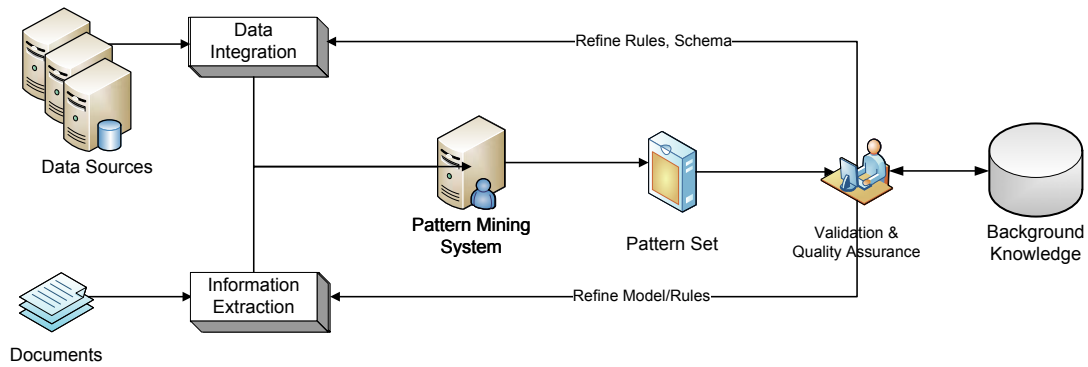 Data
Integration
Refine Rules, Schema
Data Sources
Pattern Mining
System
Pattern Set
Validation &
Quality Assurance
Background
Knowledge
Information
Extraction
Refine Model/Rules
Documents